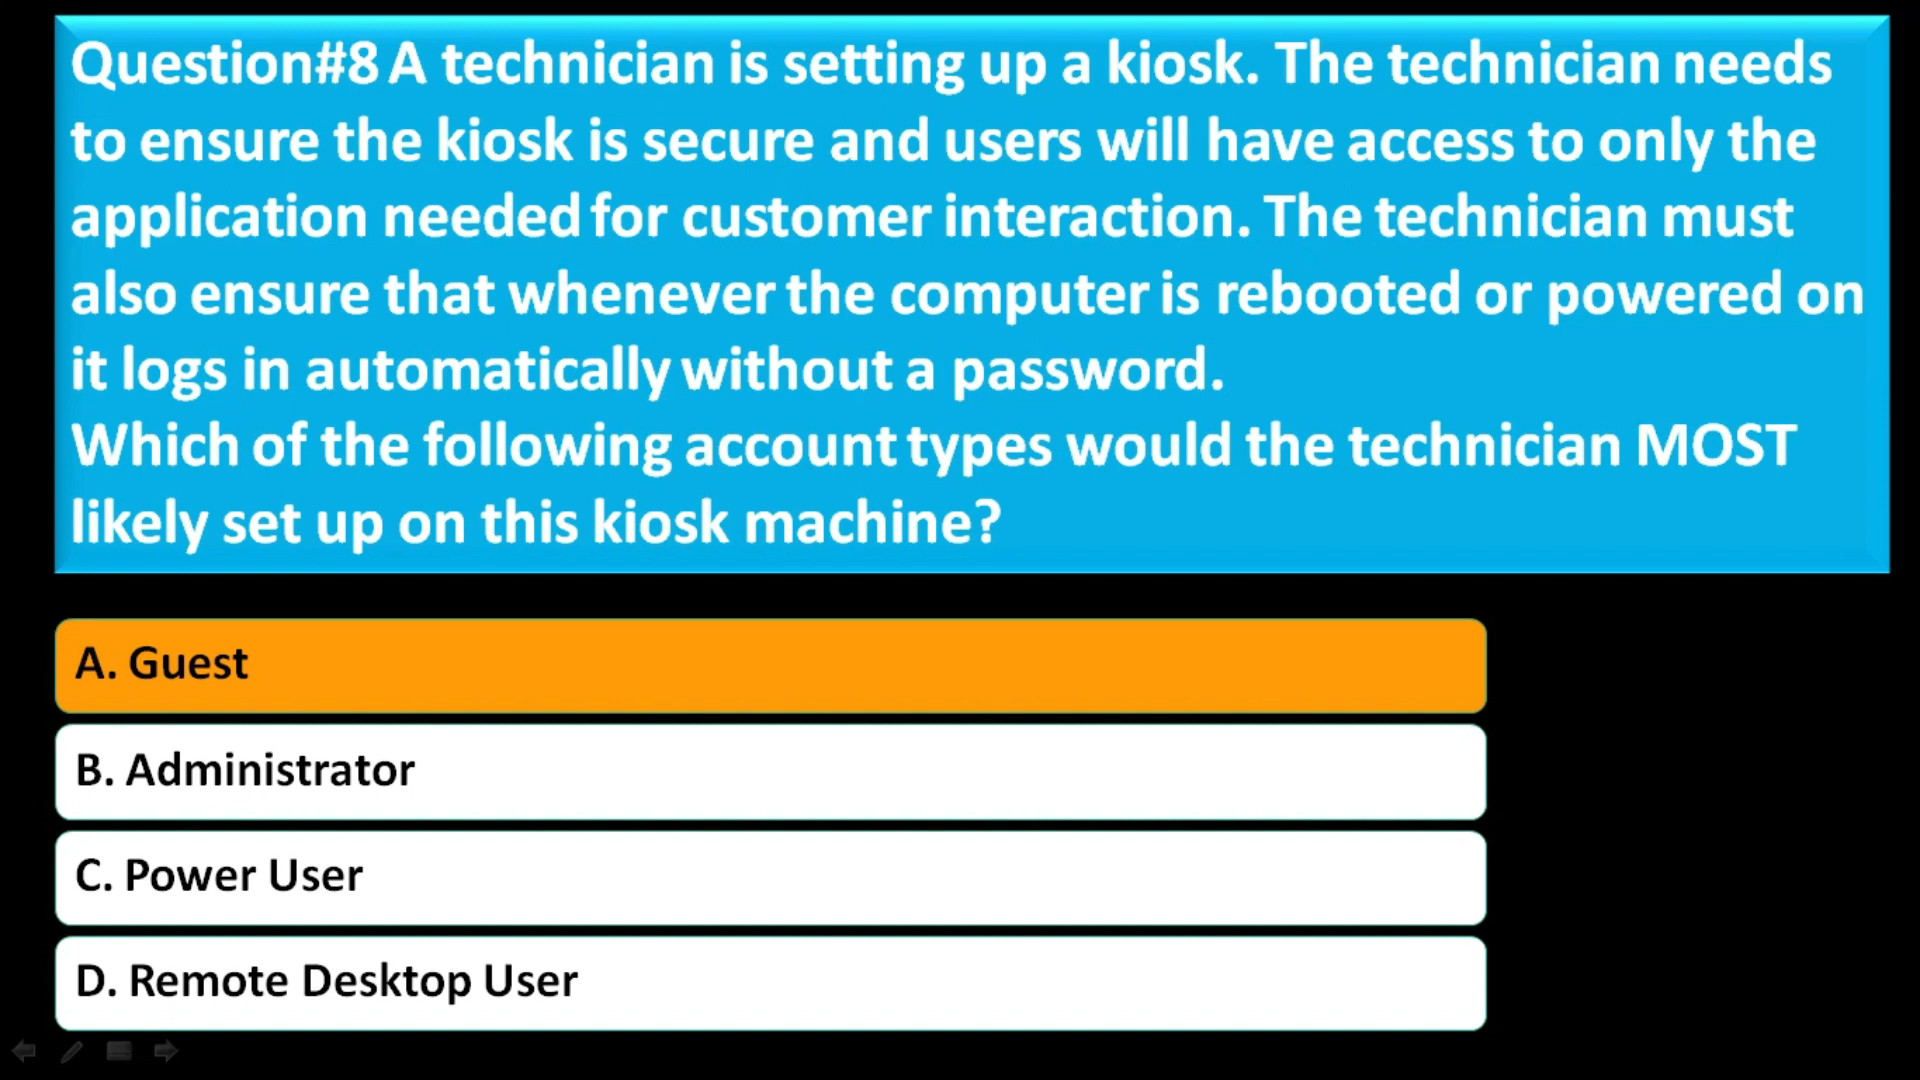 Question#8 A technician is setting up a kiosk. The technician needs
to ensure the kiosk is secure and users will have access to only the
application needed for customer interaction. The technician must
also ensure that whenever the computer is rebooted or powered on
it logs in automatically without a password.
Which of the following account types would the technician MOST
likely set up on this kiosk machine?
A. Guest
B. Administrator
C. Power User
D. Remote Desktop User